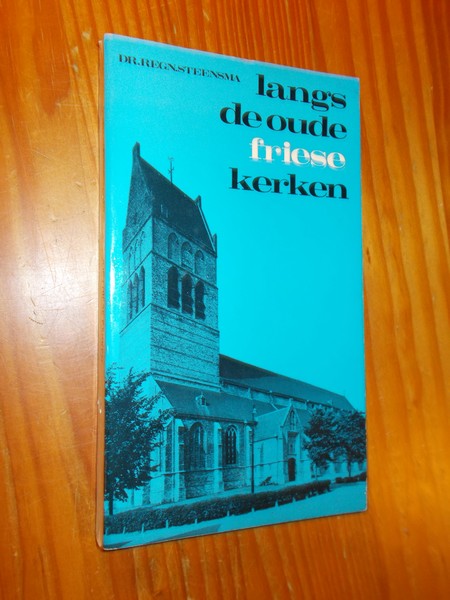 DR.REGN.STEENSMA
langs
de oude
friese
kerken